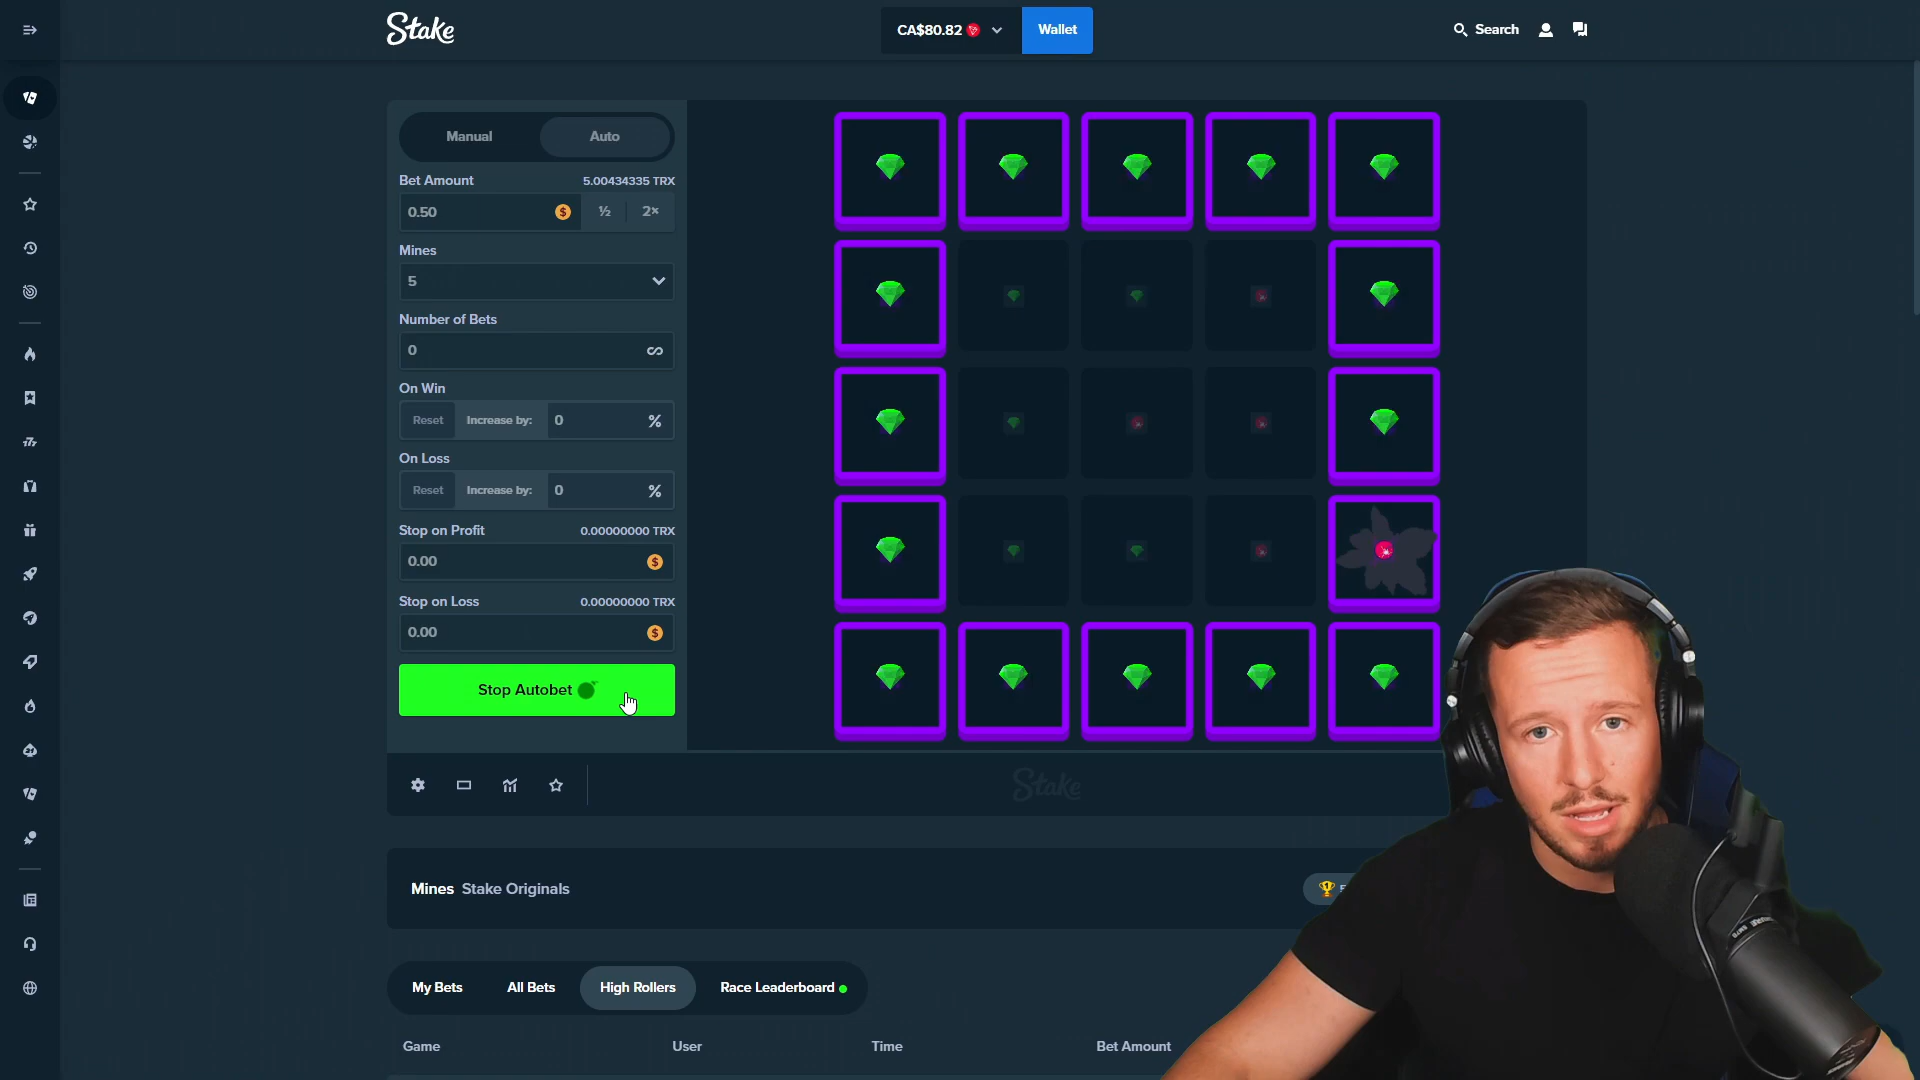 Stake
CA$80.82
Wallet
Search
Manual
Auto
Bet Amount
5.00434335 TRX
0.50
½
2×
Mines
5
Number of Bets
0
On Win
Reset
Increase by:
0
%
On Loss
Reset
Increase by:
0
%
Stop on Profit
0.00000000 TRX
0.00
Stop on Loss
0.00000000 TRX
0.00
Stop Autobet
Stake
Mines Stake Originals
My Bets
All Bets
High Rollers
Race Leaderboard
Game
User
Time
Bet Amount